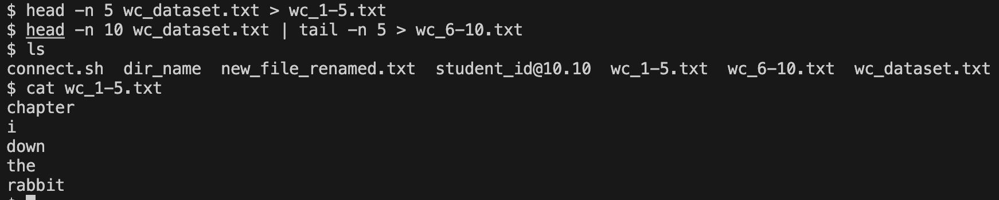 $ head -n 5 wc_dataset.txt > wc_1-5.txt
$ head -n 10 wc_dataset.txt | tail -n 5 > wc_6-10.txt
$ ls
connect.sh  dir_name  new_file_renamed.txt  student_id@10.10  wc_1-5.txt  wc_6-10.txt  wc_dataset.txt
$ cat wc_1-5.txt
chapter
i
down
the
rabbit
$